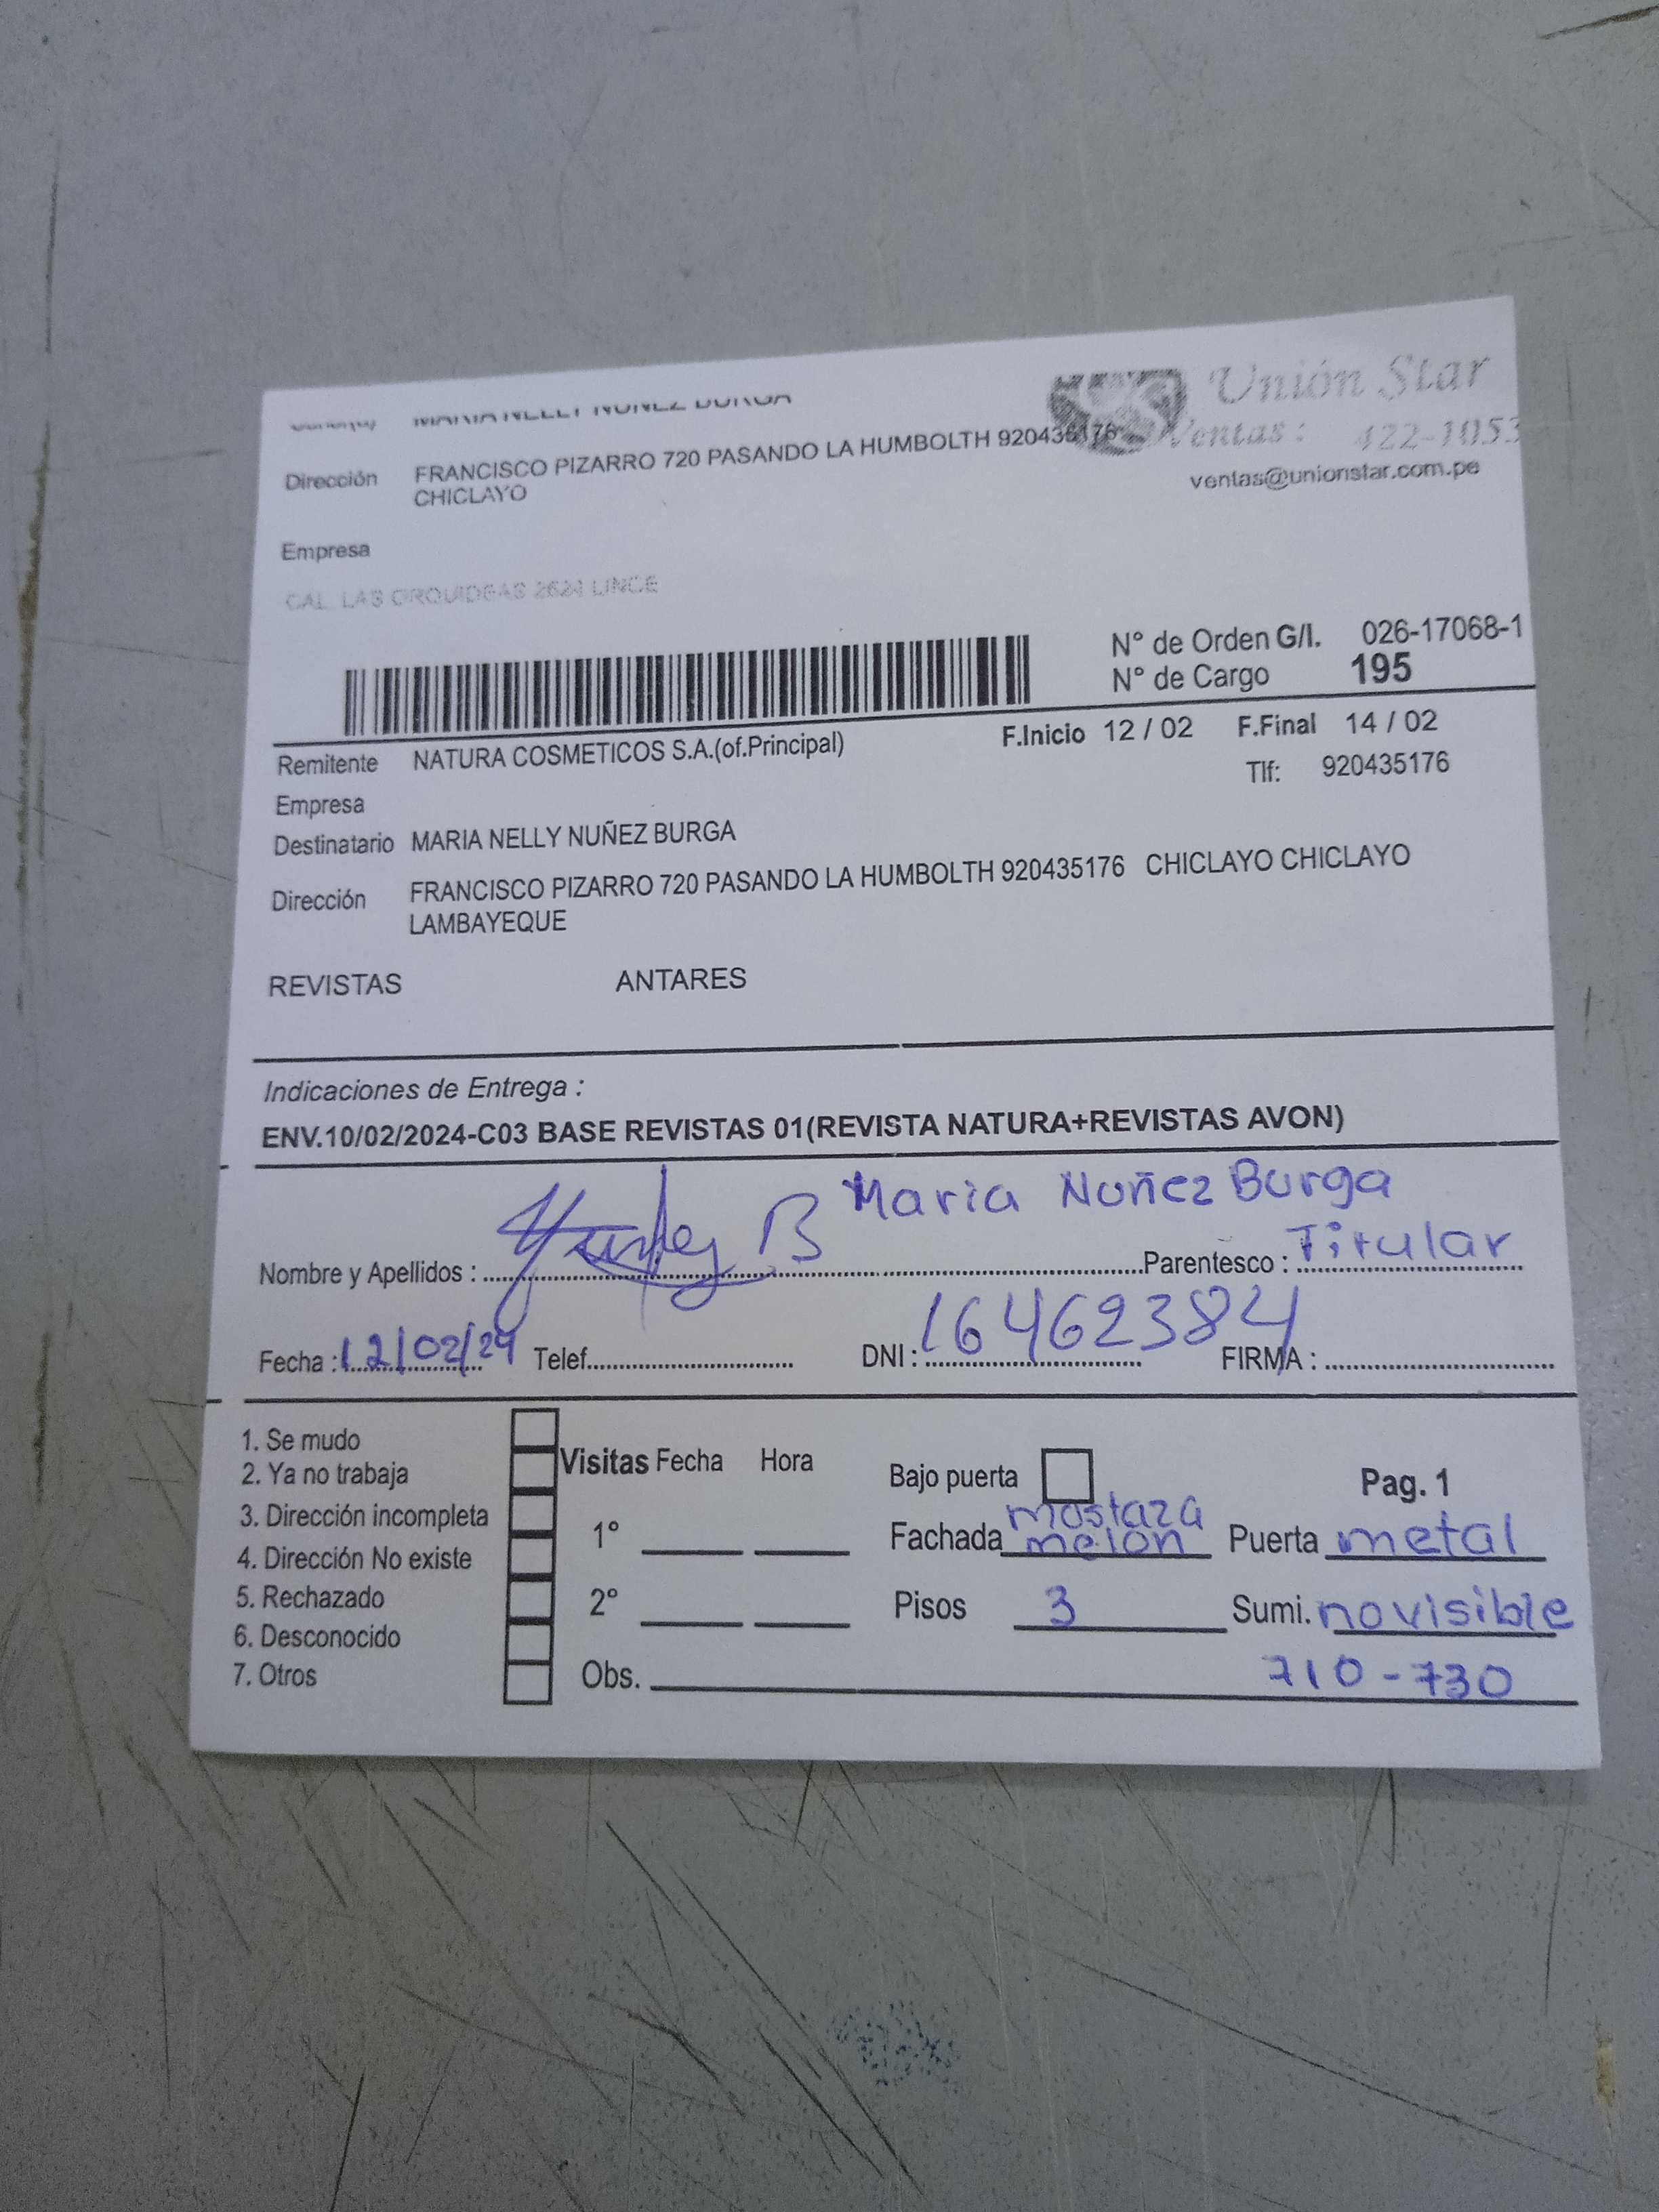 MARIA NELLY NUÑEZ BURGA
Unión Star
Ventas: 422-1053
ventas@unionstar.com.pe
Dirección FRANCISCO PIZARRO 720 PASANDO LA HUMBOLTH 920435176
CHICLAYO
Empresa
CAL. LAS ORQUIDEAS 2624 LINCE
N° de Orden G/I. 026-17068-1
N° de Cargo 195
F.Inicio 12 / 02 F.Final 14 / 02
Remitente NATURA COSMETICOS S.A.(of.Principal)
Tlf: 920435176
Empresa
Destinatario MARIA NELLY NUÑEZ BURGA
Dirección FRANCISCO PIZARRO 720 PASANDO LA HUMBOLTH 920435176 CHICLAYO CHICLAYO
LAMBAYEQUE
REVISTAS ANTARES
Indicaciones de Entrega :
ENV.10/02/2024-C03 BASE REVISTAS 01(REVISTA NATURA+REVISTAS AVON)
Maria Nuñez Burga
Nombre y Apellidos : Parentesco : Titular
Fecha : 12/02/24 Telef. DNI : 16462384 FIRMA :
1. Se mudo
2. Ya no trabaja
3. Dirección incompleta
4. Dirección No existe
5. Rechazado
6. Desconocido
7. Otros
Visitas Fecha Hora
1°
2°
Obs.
Bajo puerta Pag. 1
mostaza
Fachada melon Puerta metal
Pisos 3 Sumi. no visible
710-730